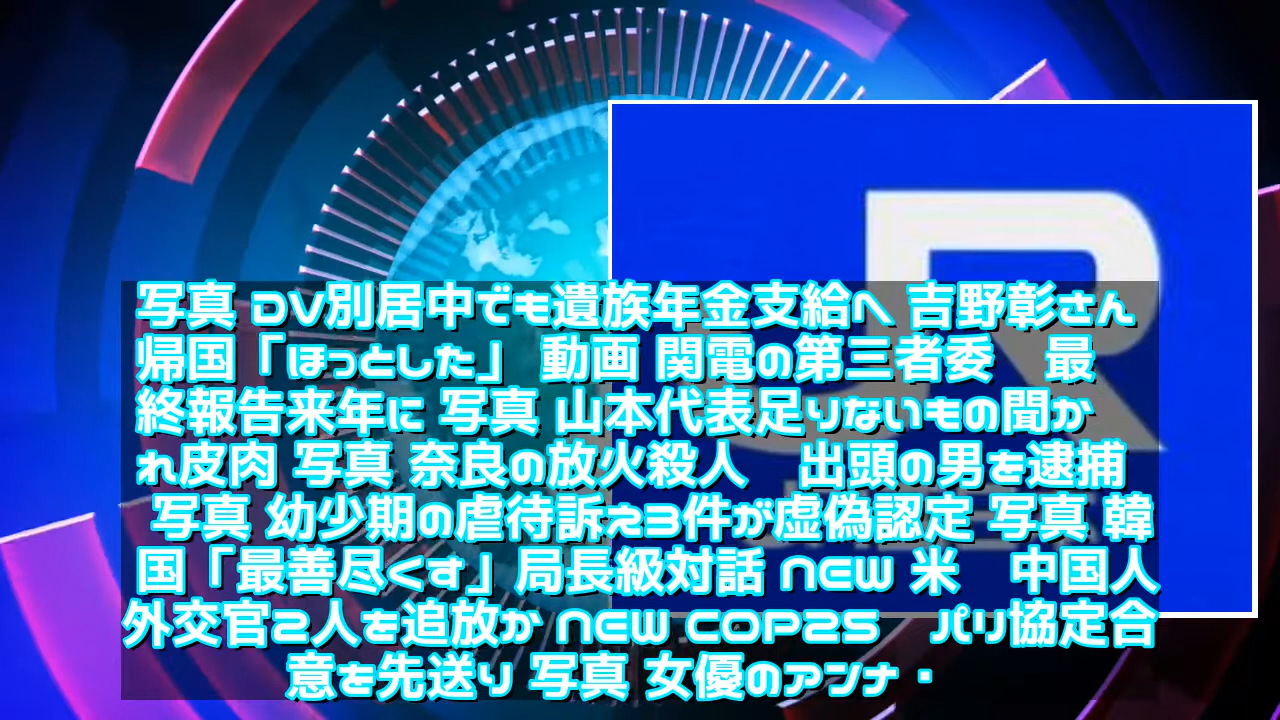 写真 DV別居中でも遺族年金支給へ 吉野彰さん
帰国「ほっとした」 動画 関電の第三者委　最
終報告来年に 写真 山本代表足りないもの聞か
れ皮肉 写真 奈良の放火殺人　出頭の男を逮捕
写真 幼少期の虐待訴え3件が虚偽認定 写真 韓
国「最善尽くす」局長級対話 NEW 米　中国人
外交官2人を追放か NEW COP25　パリ協定合
意を先送り 写真 女優のアンナ・